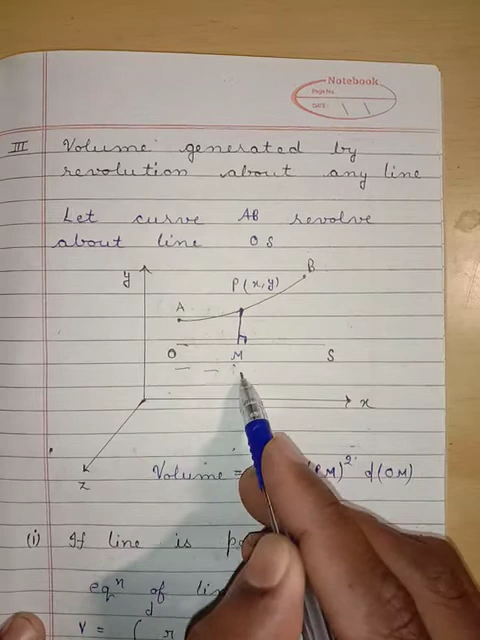 Notebook
Page No.
DATE:
III Volume generated by
revolution about any line
Let curve AB revolve
about line OS
y
B
P(x,y)
A
O
M
S
x
z
Volume = (PM)² d(OM)
(i) If line is
eqⁿ of
d
V = ∫ π